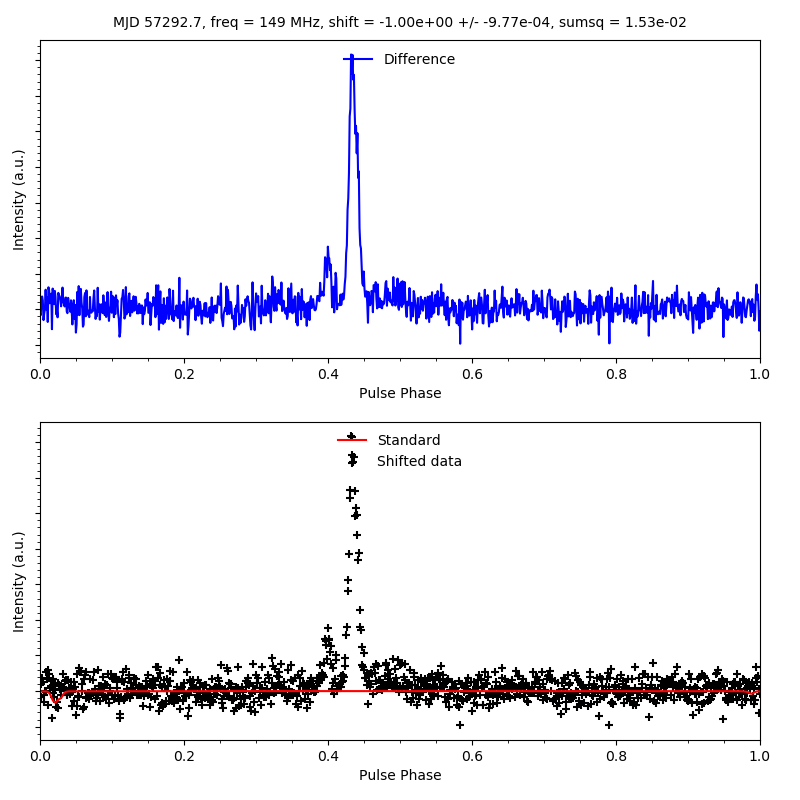 MJD 57292.7, freq = 149 MHz, shift = -1.00e+00 +/- -9.77e-04, sumsq = 1.53e-02
Difference
Intensity (a.u.)
0.0 0.2 0.4 0.6 0.8 1.0
Pulse Phase
Standard
Shifted data
Intensity (a.u.)
0.0 0.2 0.4 0.6 0.8 1.0
Pulse Phase